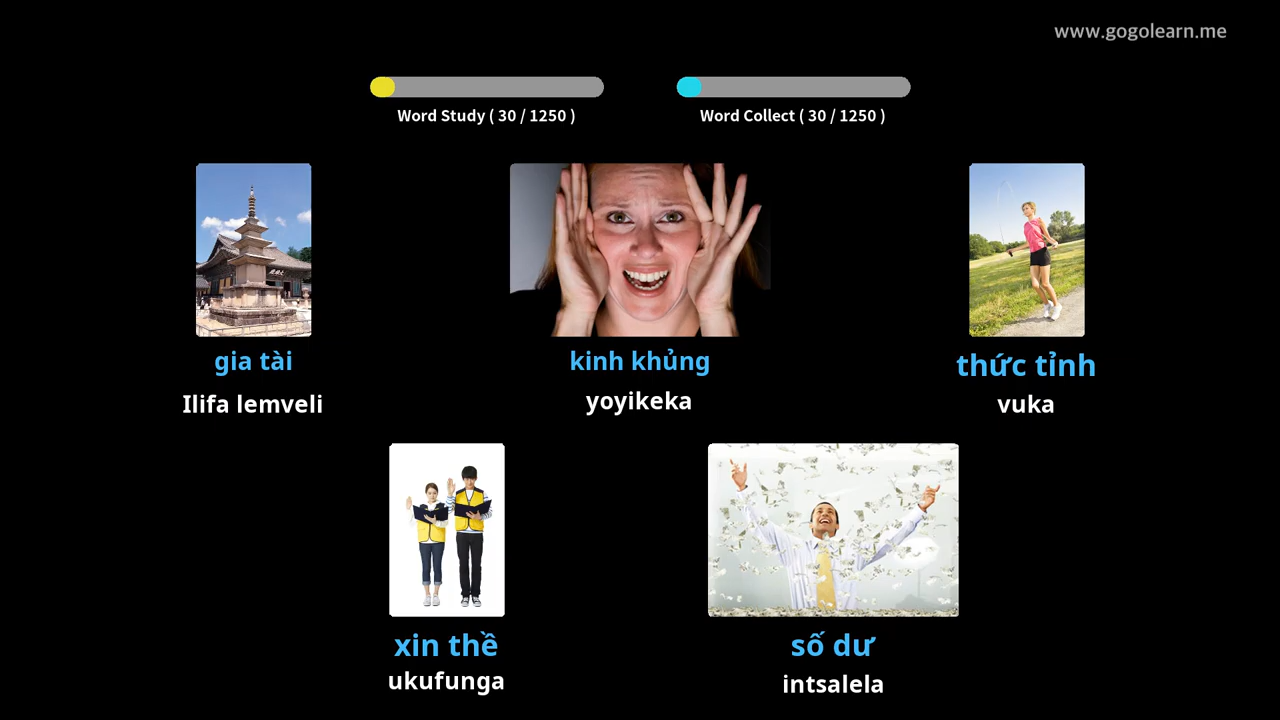 www.gogolearn.me
Word Study ( 30 / 1250 )
Word Collect ( 30 / 1250 )
gia tài
kinh khủng
thức tỉnh
Ilifa lemveli
yoyikeka
vuka
xin thề
số dư
ukufunga
intsalela